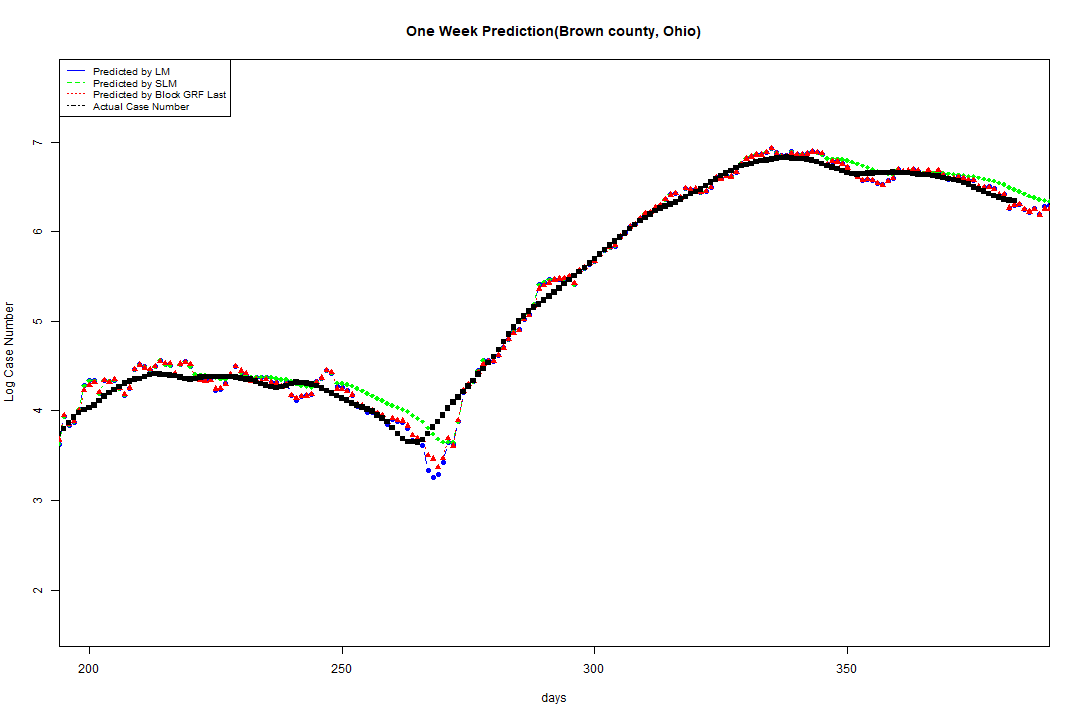 One Week Prediction(Brown county, Ohio)
Predicted by LM
Predicted by SLM
Predicted by Block GRF Last
Actual Case Number
7
6
5
4
3
2
Log Case Number
200 250 300 350
days